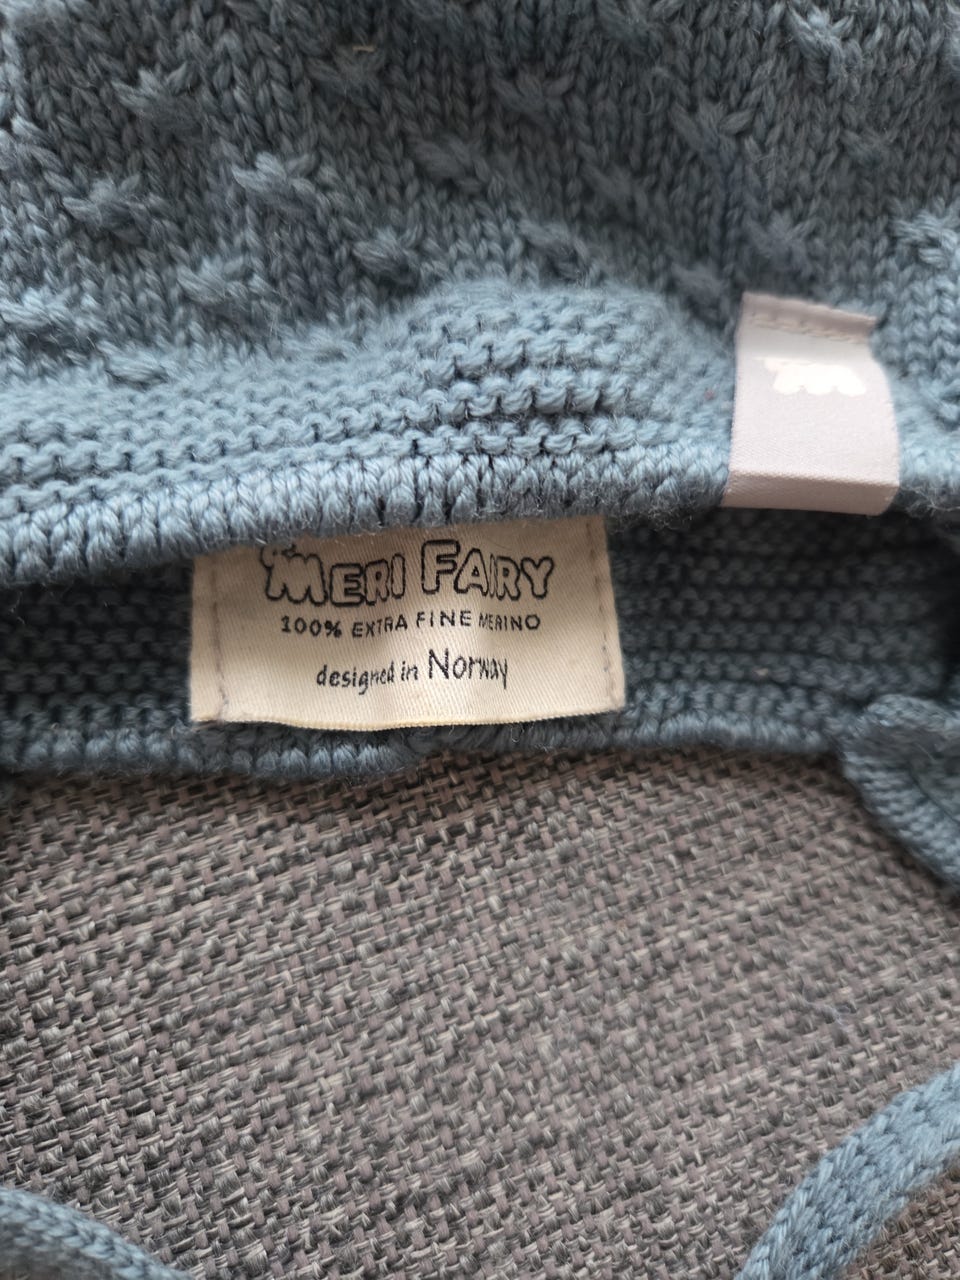 MERI FAIRY
100% EXTRA FINE MERINO
designed in Norway